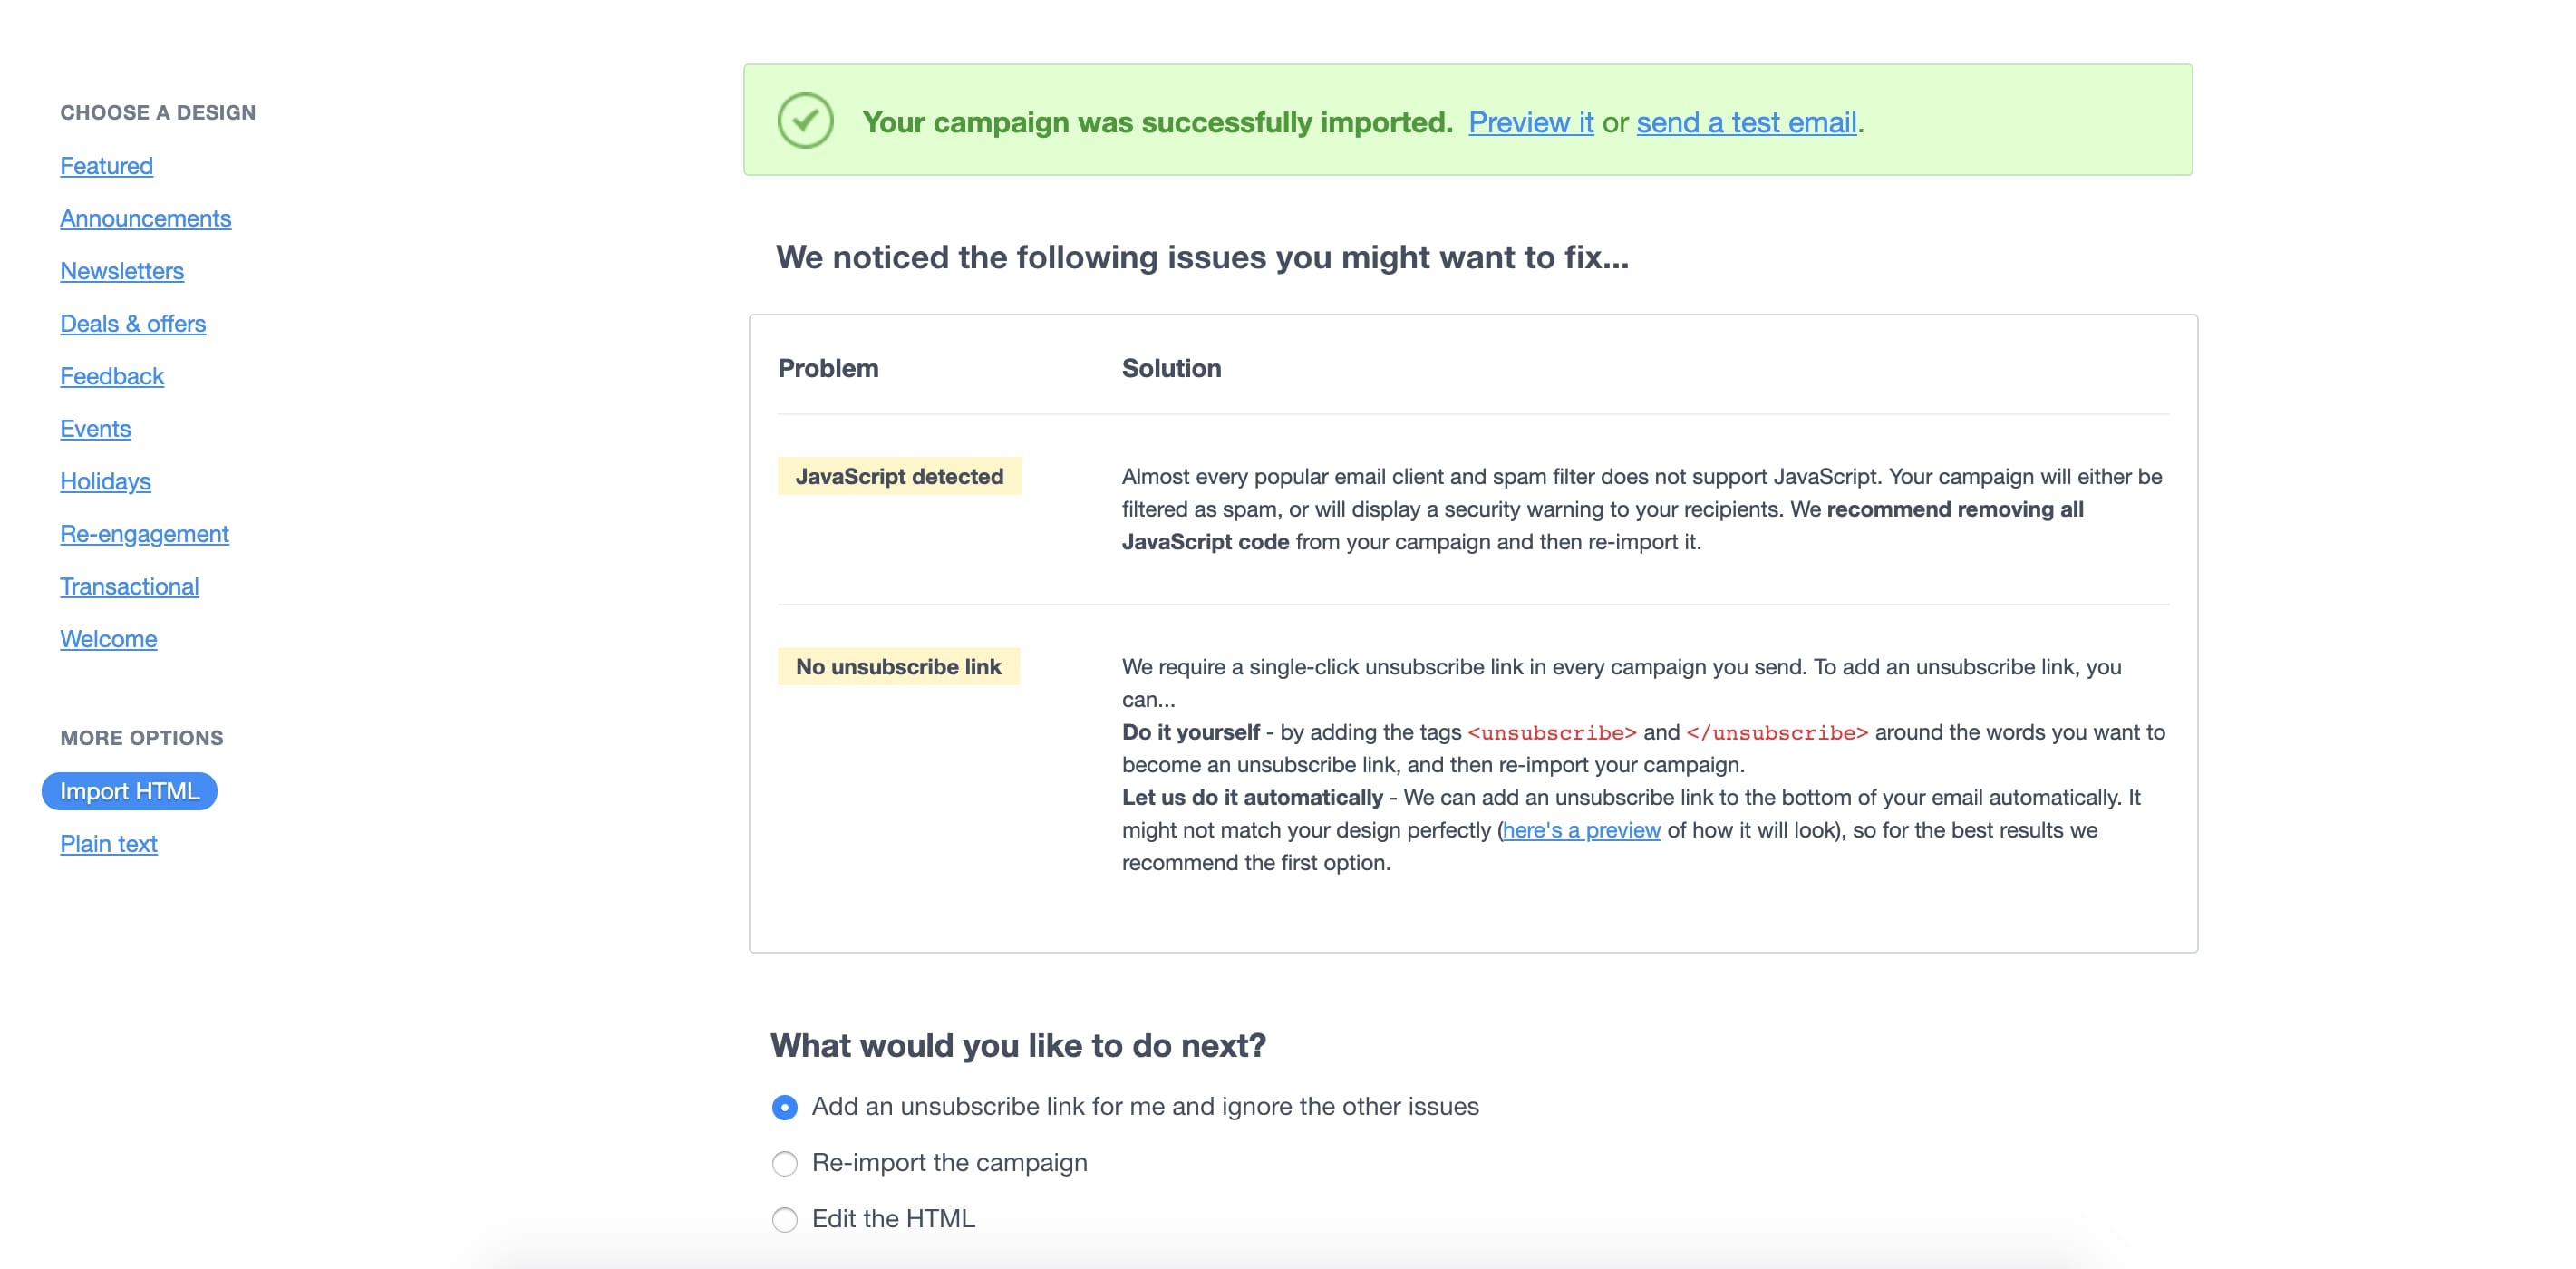 CHOOSE A DESIGN
Featured
Announcements
Newsletters
Deals & offers
Feedback
Events
Holidays
Re-engagement
Transactional
Welcome
MORE OPTIONS
Import HTML
Plain text
Your campaign was successfully imported. Preview it or send a test email.
We noticed the following issues you might want to fix...
Problem Solution
JavaScript detected
Almost every popular email client and spam filter does not support JavaScript. Your campaign will either be
filtered as spam, or will display a security warning to your recipients. We recommend removing all
JavaScript code from your campaign and then re-import it.
No unsubscribe link
We require a single-click unsubscribe link in every campaign you send. To add an unsubscribe link, you
can...
Do it yourself - by adding the tags <unsubscribe> and </unsubscribe> around the words you want to
become an unsubscribe link, and then re-import your campaign.
Let us do it automatically - We can add an unsubscribe link to the bottom of your email automatically. It
might not match your design perfectly (here's a preview of how it will look), so for the best results we
recommend the first option.
What would you like to do next?
Add an unsubscribe link for me and ignore the other issues
Re-import the campaign
Edit the HTML